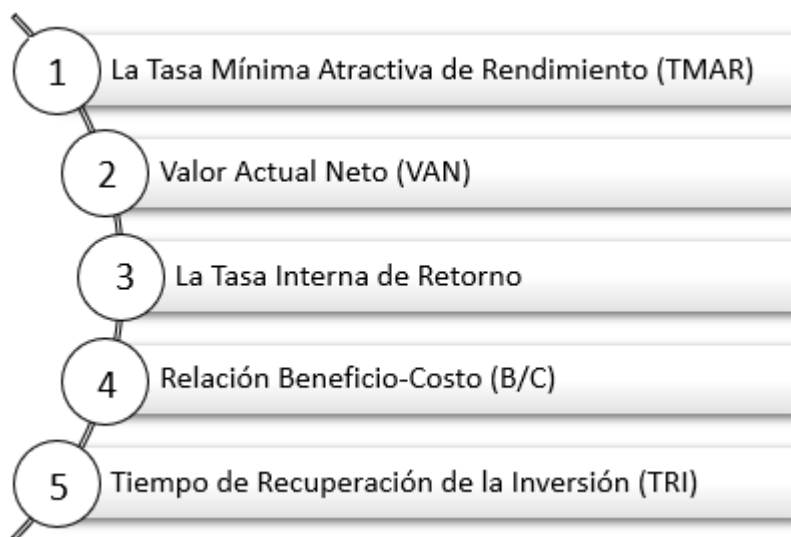 1 La Tasa Mínima Atractiva de Rendimiento (TMAR)
2 Valor Actual Neto (VAN)
3 La Tasa Interna de Retorno
4 Relación Beneficio-Costo (B/C)
5 Tiempo de Recuperación de la Inversión (TRI)